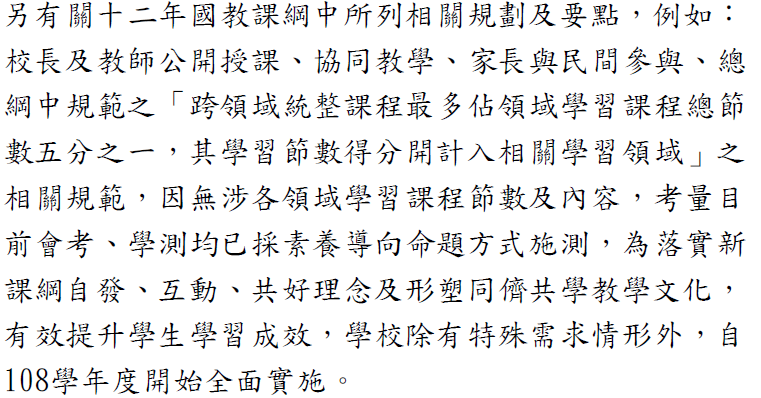 另有關十二年國教課綱中所列相關規劃及要點，例如：
校長及教師公開授課、協同教學、家長與民間參與、總
綱中規範之「跨領域統整課程最多佔領域學習課程總節
數五分之一，其學習節數得分開計入相關學習領域」之
相關規範，因無涉各領域學習課程節數及內容，考量目
前會考、學測均已採素養導向命題方式施測，為落實新
課綱自發、互動、共好理念及形塑同儕共學教學文化，
有效提升學生學習成效，學校除有特殊需求情形外，自
108學年度開始全面實施。